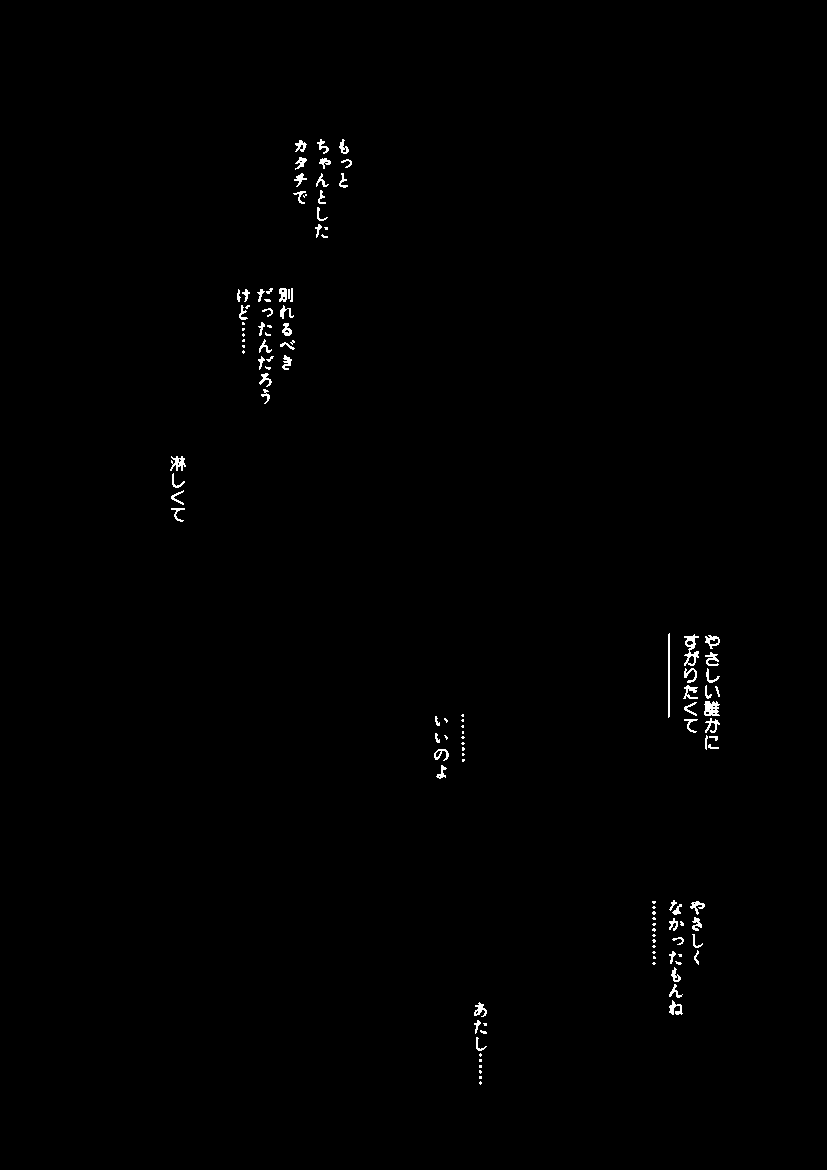 もっと
ちゃんとした
カタチで
別れるべき
だったんだろう
けど……
淋しくて
やさしい誰かに
すがりたくて
――――
………
いいのよ
やさしく
なかったもんね
…………
あたし……